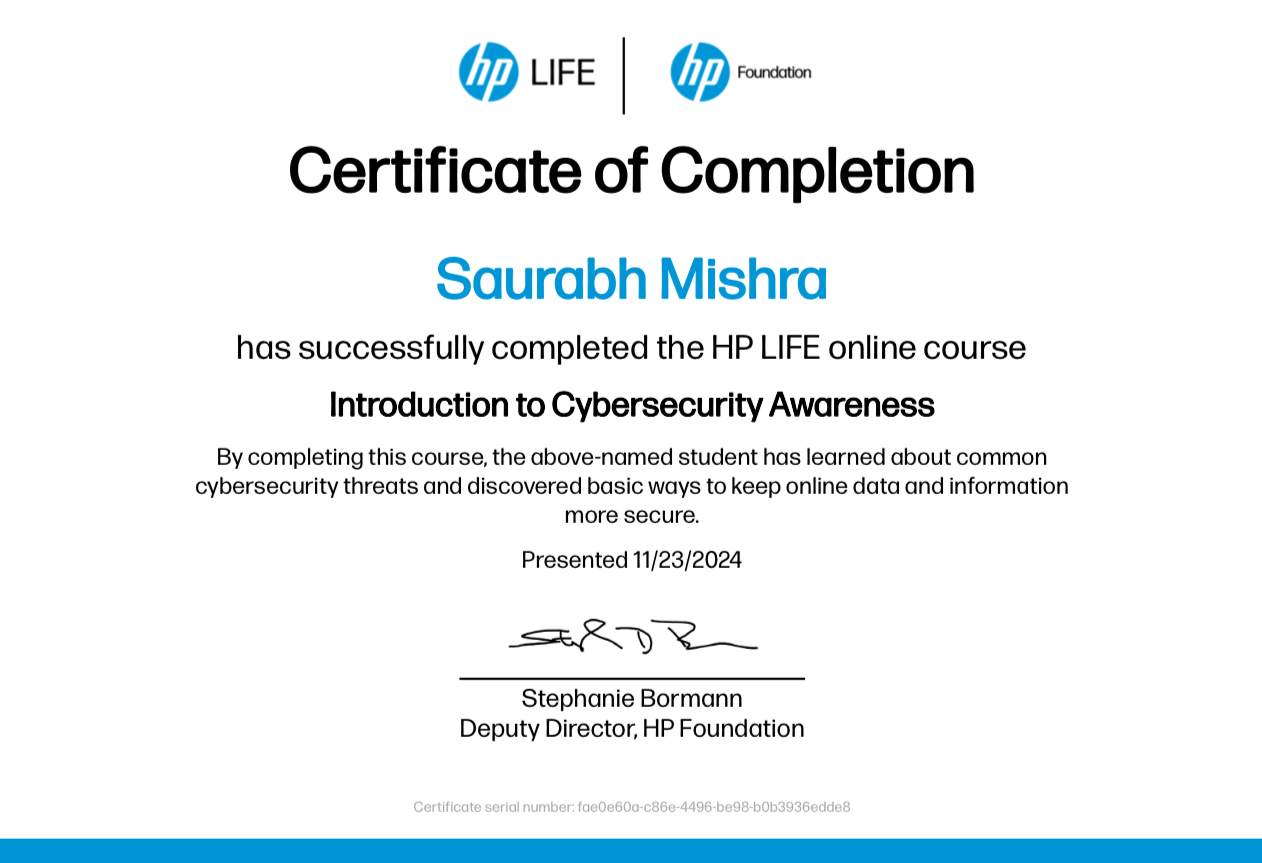 hp LIFE hp Foundation
Certificate of Completion
Saurabh Mishra
has successfully completed the HP LIFE online course
Introduction to Cybersecurity Awareness
By completing this course, the above-named student has learned about common
cybersecurity threats and discovered basic ways to keep online data and information
more secure.
Presented 11/23/2024
Stephanie Bormann
Deputy Director, HP Foundation
Certificate serial number: fae0e60a-c86e-4496-be98-b0b3936edde8